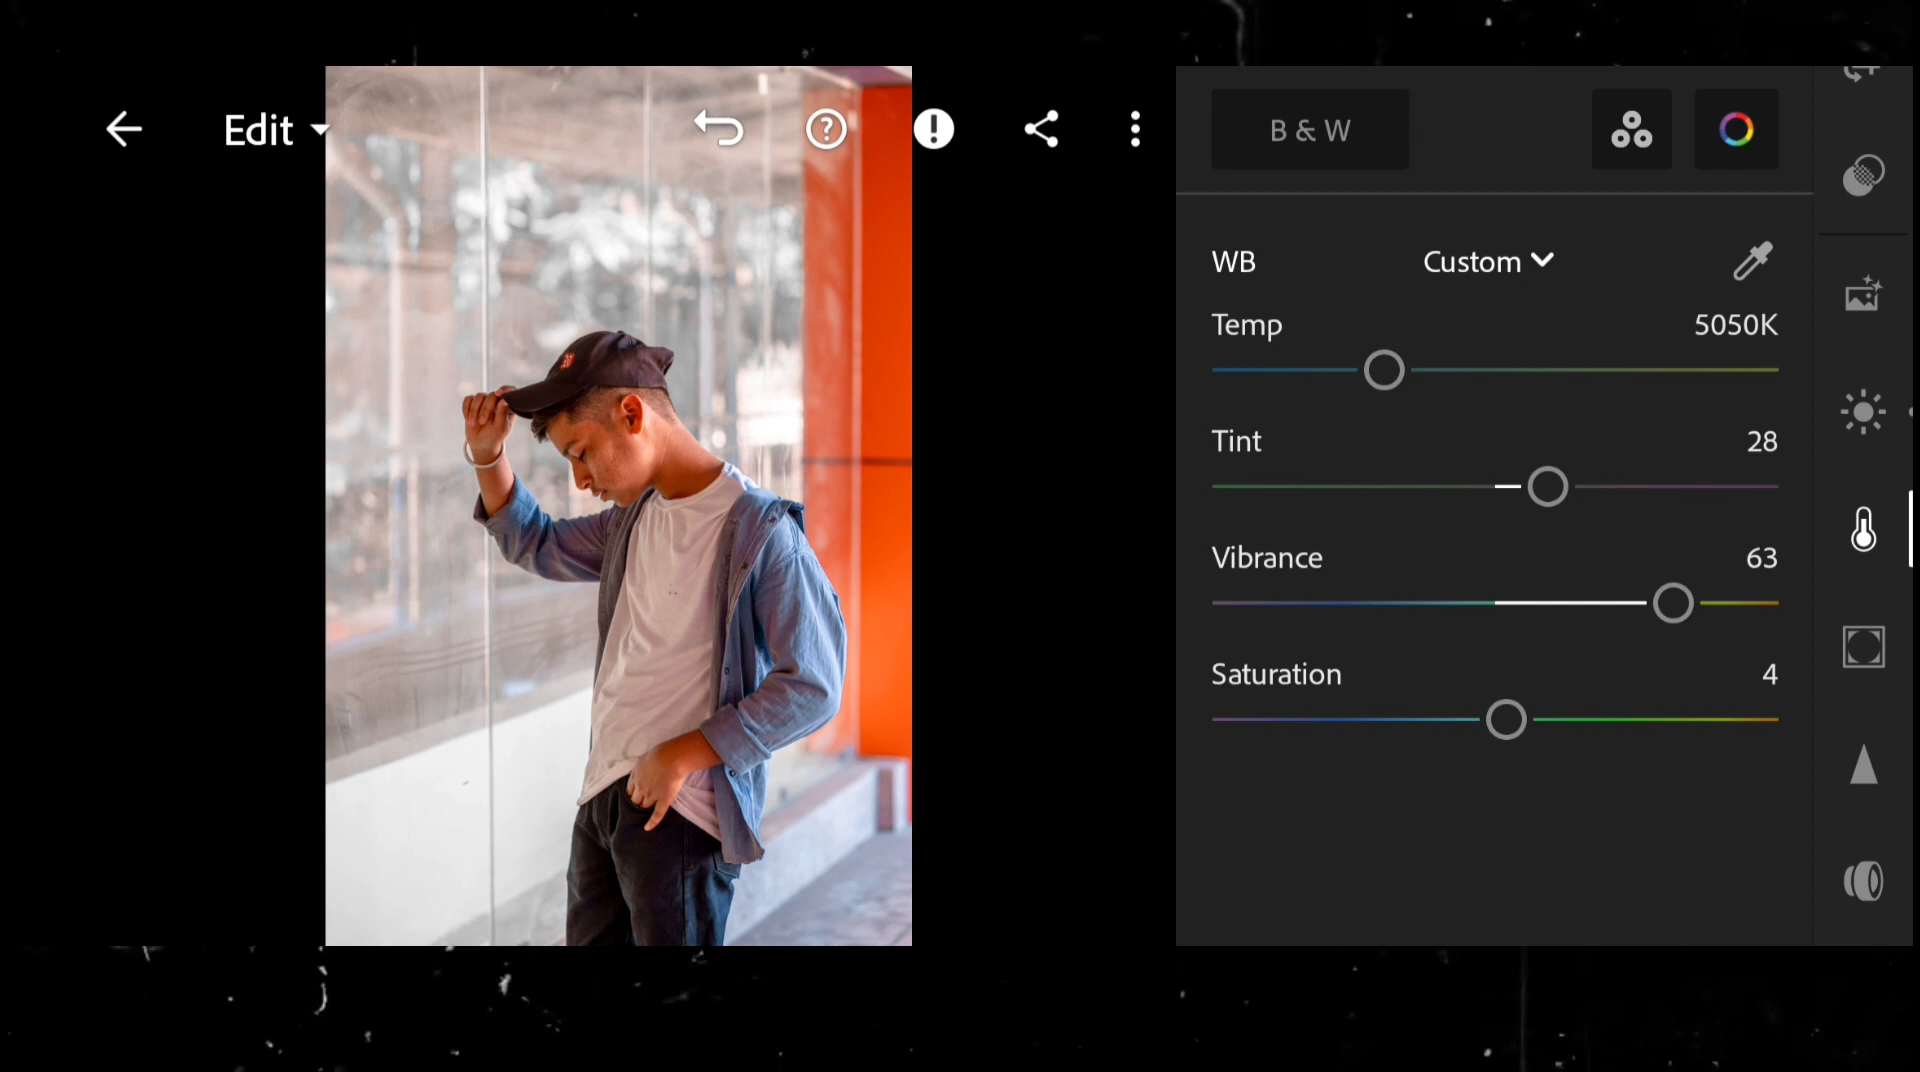 Edit
B & W
WB Custom
Temp 5050K
Tint 28
Vibrance 63
Saturation 4